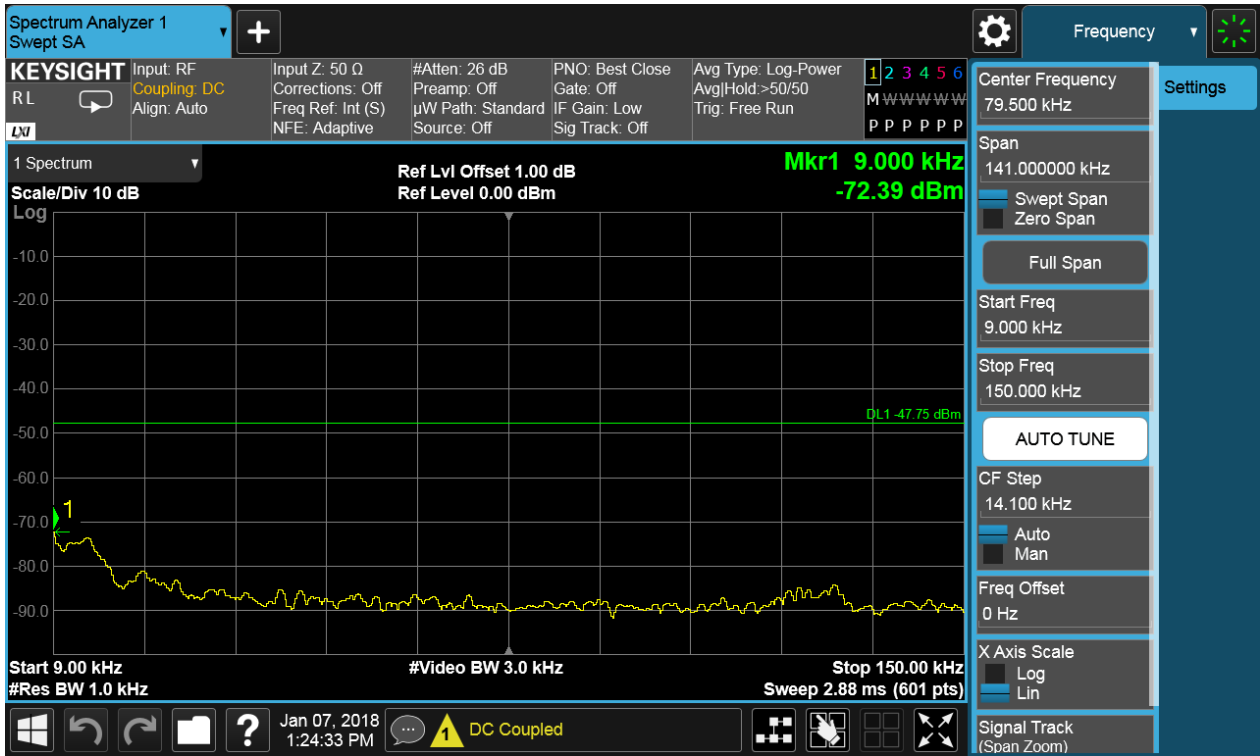 Spectrum Analyzer 1
Swept SA
Frequency
KEYSIGHT
R L
LXI
Input: RF
Coupling: DC
Align: Auto
Input Z: 50 Ω
Corrections: Off
Freq Ref: Int (S)
NFE: Adaptive
#Atten: 26 dB
Preamp: Off
µW Path: Standard
Source: Off
PNO: Best Close
Gate: Off
IF Gain: Low
Sig Track: Off
Avg Type: Log-Power
Avg|Hold:>50/50
Trig: Free Run
1 2 3 4 5 6
M W W W W W
P P P P P P
1 Spectrum
Scale/Div 10 dB
Log
Ref Lvl Offset 1.00 dB
Ref Level 0.00 dBm
Mkr1 9.000 kHz
-72.39 dBm
-10.0
-20.0
-30.0
-40.0
DL1 -47.75 dBm
-50.0
-60.0
1
-70.0
-80.0
-90.0
Start 9.00 kHz
#Video BW 3.0 kHz
Stop 150.00 kHz
#Res BW 1.0 kHz
Sweep 2.88 ms (601 pts)
Center Frequency
79.500 kHz
Span
141.000000 kHz
Swept Span
Zero Span
Full Span
Start Freq
9.000 kHz
Stop Freq
150.000 kHz
AUTO TUNE
CF Step
14.100 kHz
Auto
Man
Freq Offset
0 Hz
X Axis Scale
Log
Lin
Signal Track
(Span Zoom)
Settings
?
Jan 07, 2018
1:24:33 PM
1
DC Coupled